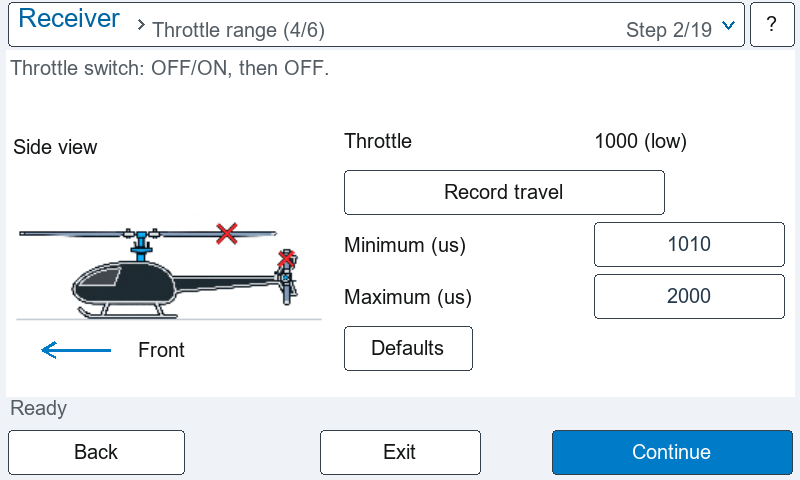 Receiver › Throttle range (4/6) Step 2/19 ?
Throttle switch: OFF/ON, then OFF.
Side view
Throttle 1000 (low)
Record travel
Minimum (us) 1010
Maximum (us) 2000
Defaults
Front
Ready
Back Exit Continue